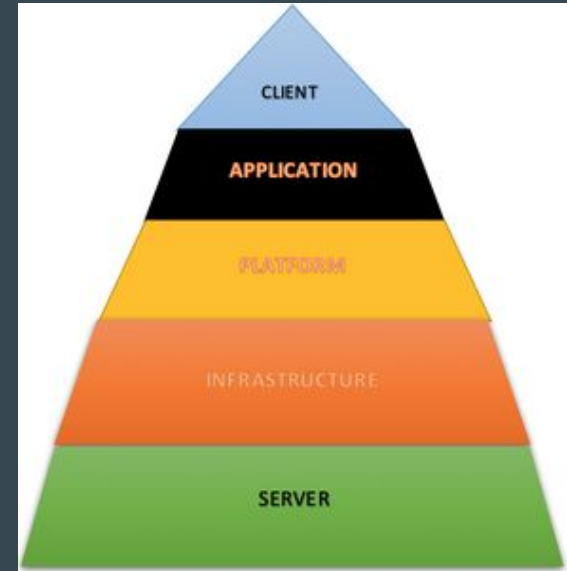 CLIENT
APPLICATION
PLATFORM
INFRASTRUCTURE
SERVER